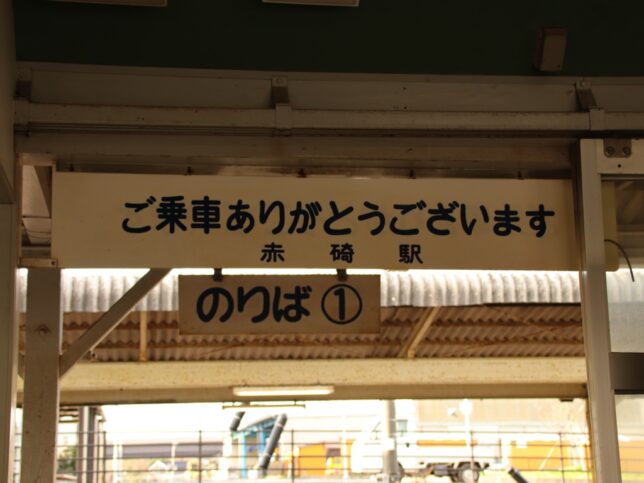 ご乗車ありがとうございます
赤碕駅
のりば①